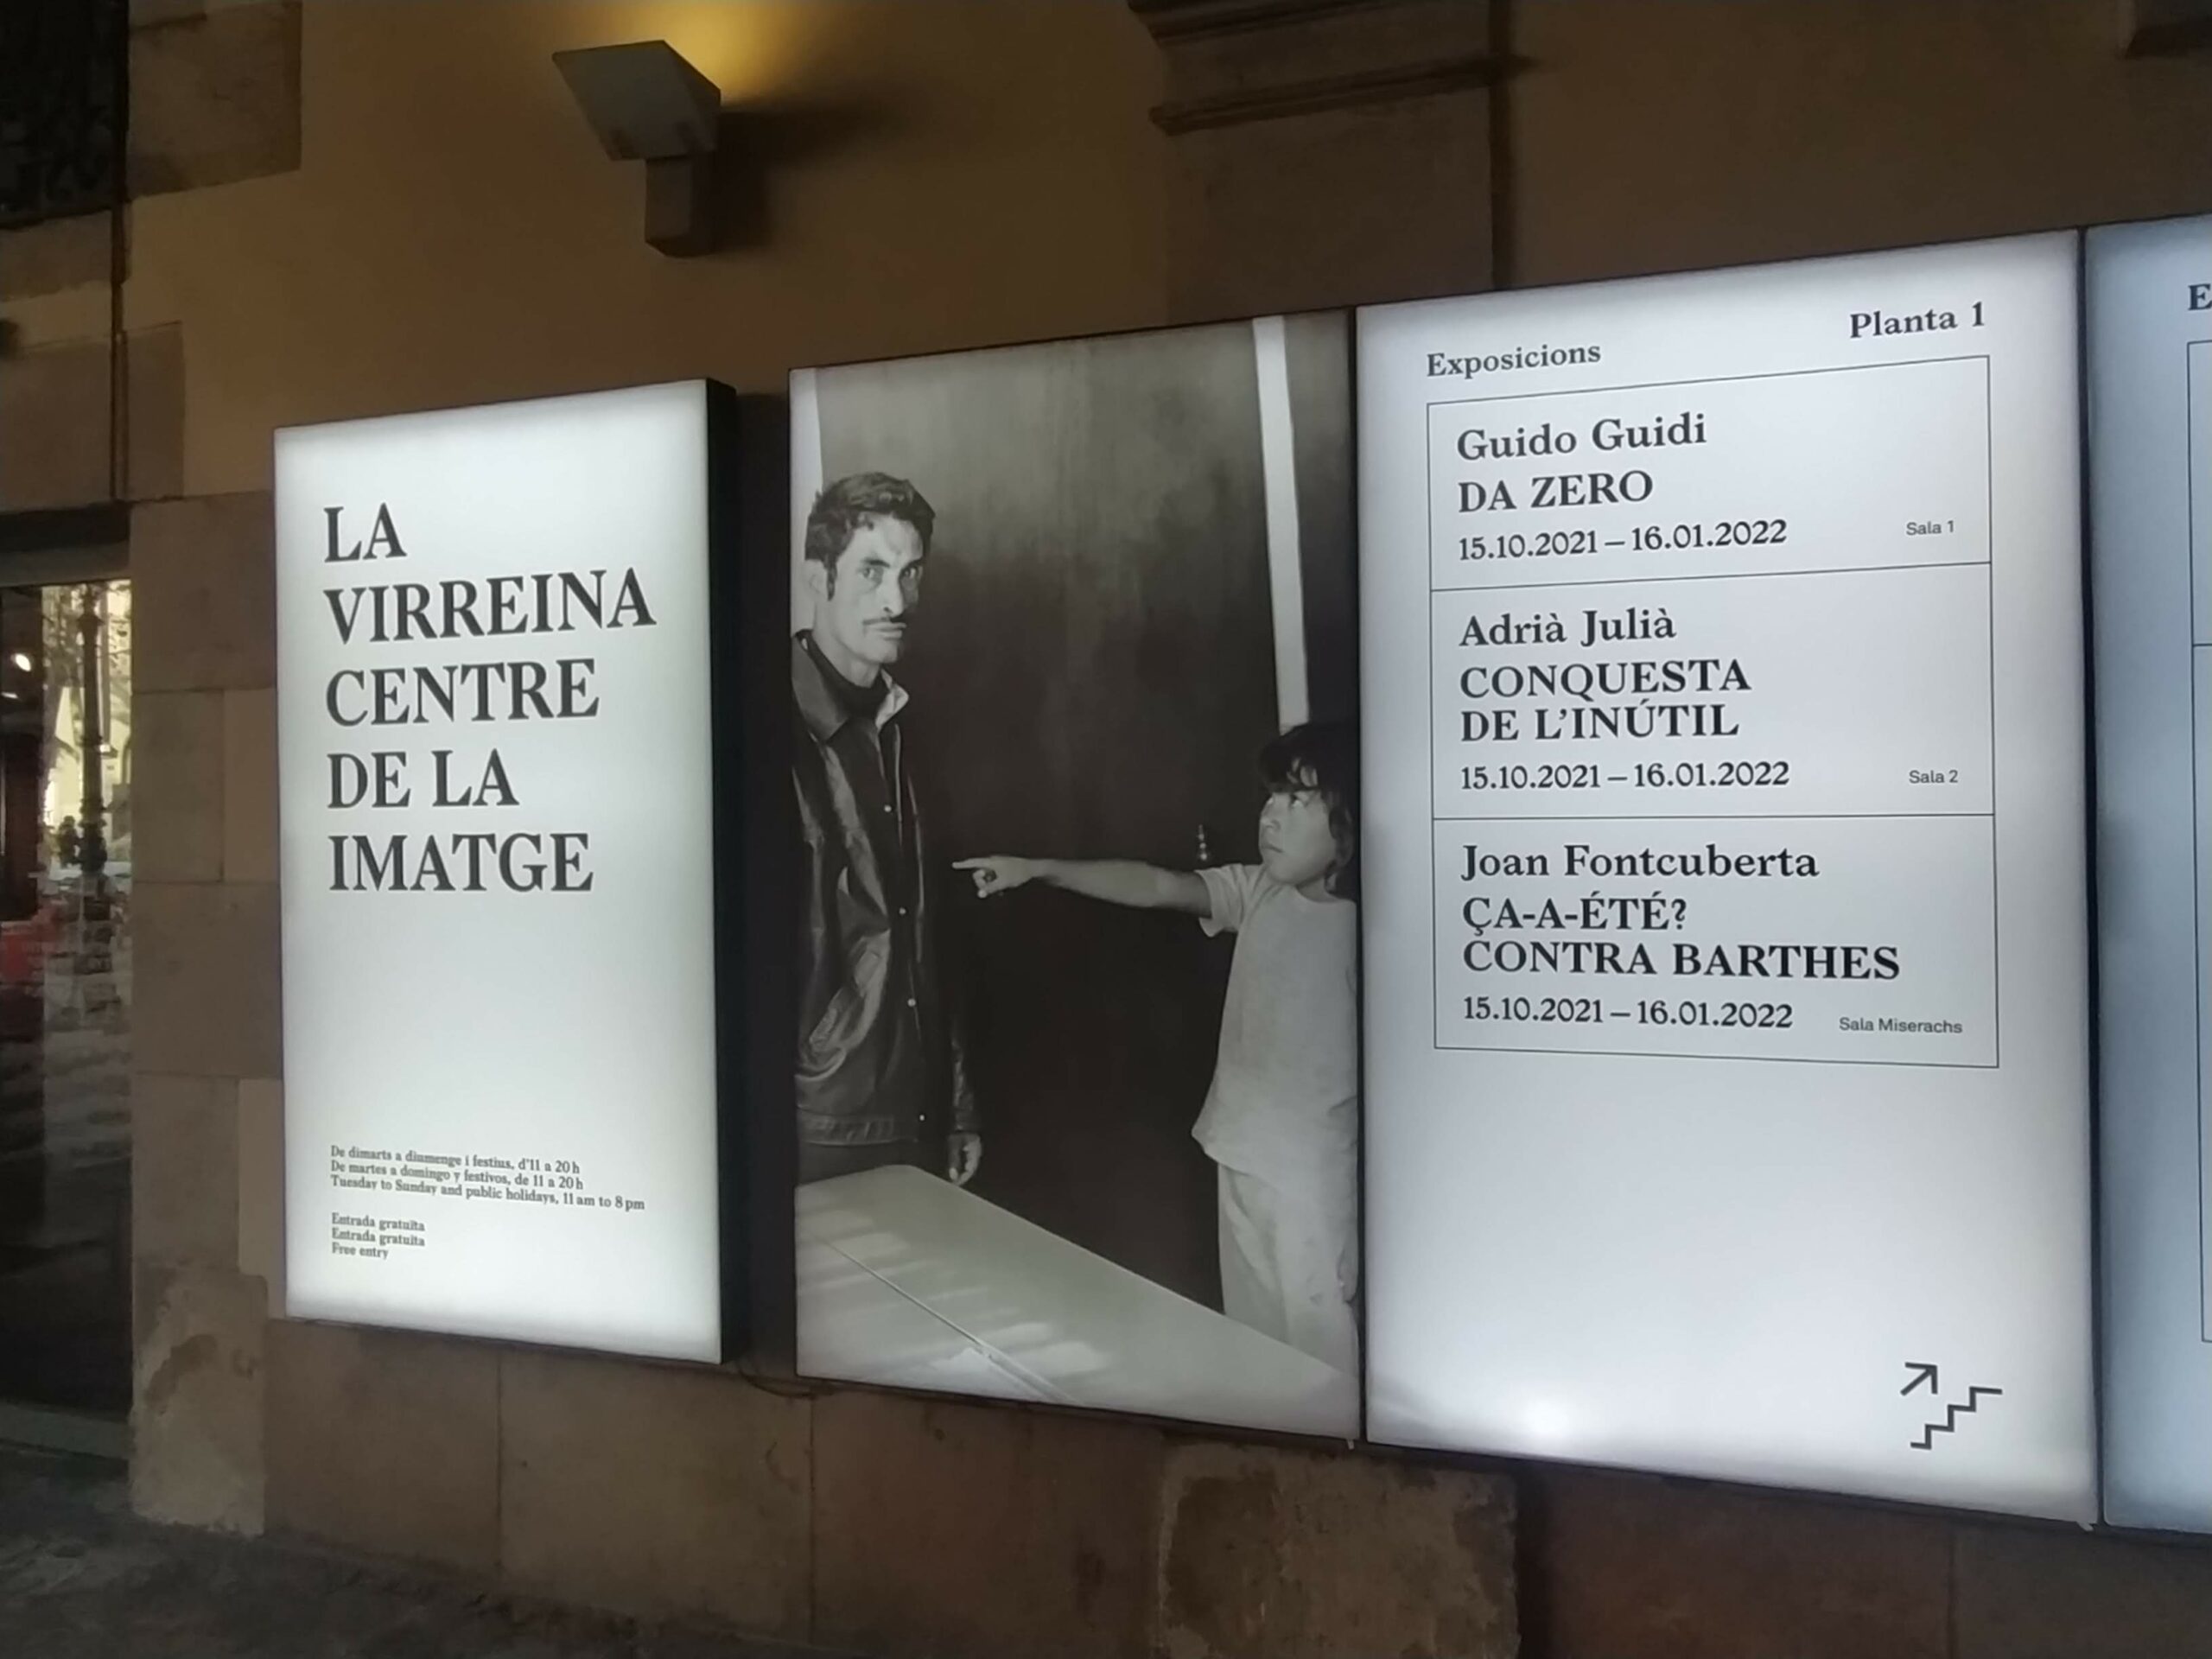 LA
VIRREINA
CENTRE
DE LA
IMATGE
De dimarts a diumenge i festius, d'11 a 20 h
De martes a domingo y festivos, de 11 a 20 h
Tuesday to Sunday and public holidays, 11 am to 8 pm
Entrada gratuïta
Entrada gratuita
Free entry
Exposicions
Planta 1
Guido Guidi
DA ZERO
15.10.2021 – 16.01.2022
Sala 1
Adrià Julià
CONQUESTA
DE L'INÚTIL
15.10.2021 – 16.01.2022
Sala 2
Joan Fontcuberta
ÇA-A-ÉTÉ?
CONTRA BARTHES
15.10.2021 – 16.01.2022
Sala Miserachs